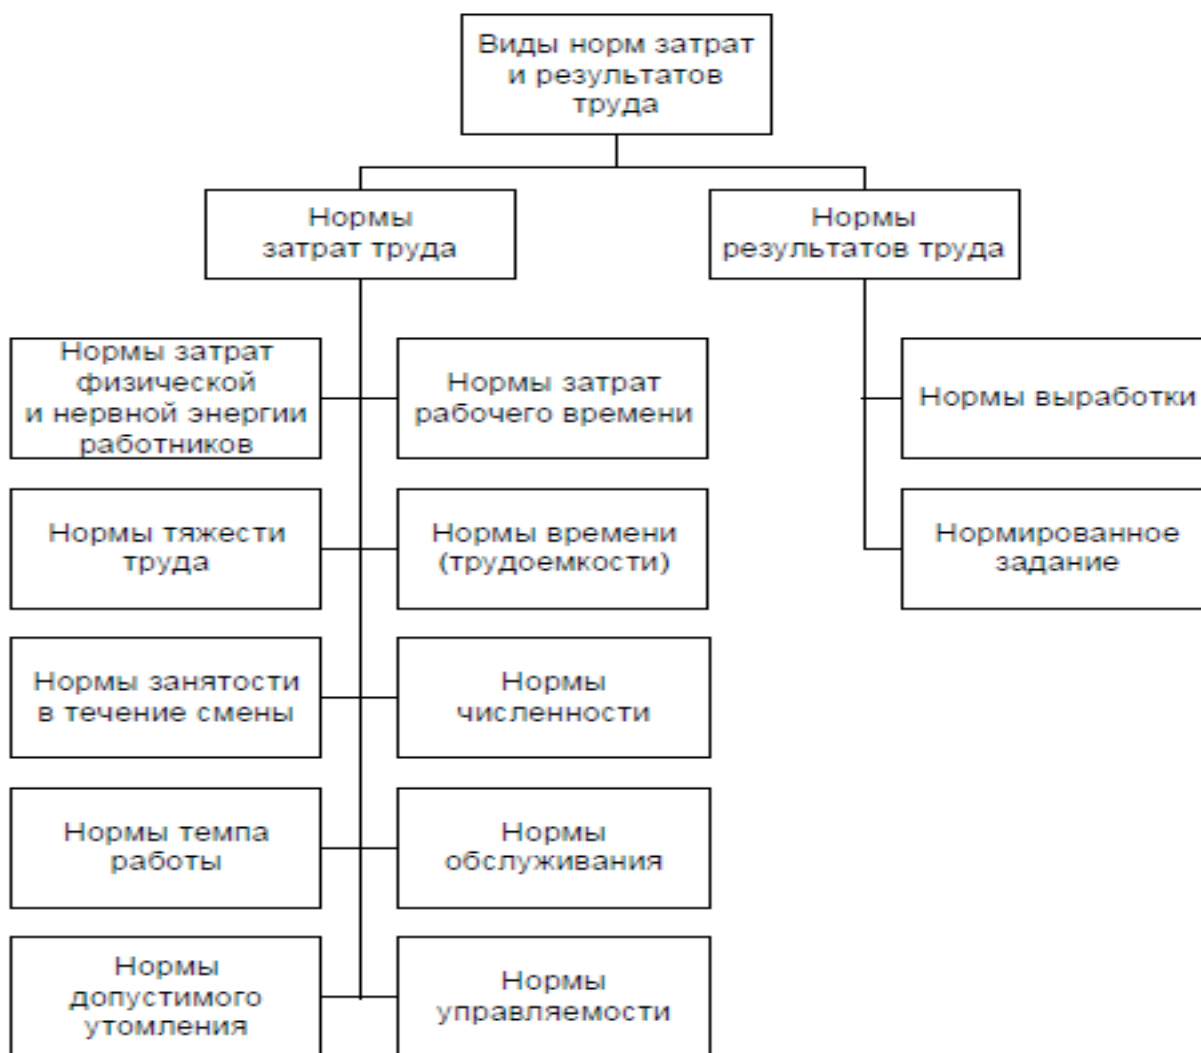 Виды норм затрат
и результатов
труда
Нормы
затрат труда
Нормы
результатов труда
Нормы затрат
физической
и нервной энергии
работников
Нормы затрат
рабочего времени
Нормы выработки
Нормы тяжести
труда
Нормы времени
(трудоемкости)
Нормированное
задание
Нормы занятости
в течение смены
Нормы
численности
Нормы темпа
работы
Нормы
обслуживания
Нормы
допустимого
утомления
Нормы
управляемости